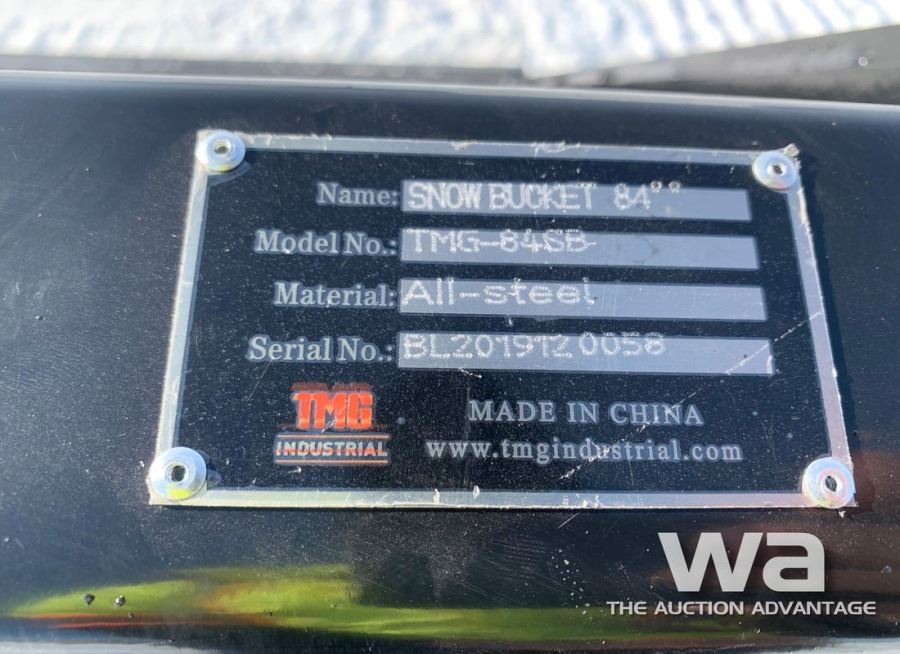 Name: SNOW BUCKET 84''
Model No.: TMG-84SB
Material: All-steel
Serial No.: BL201912 0058
TMG
INDUSTRIAL
MADE IN CHINA
www.tmgindustrial.com
wa
THE AUCTION ADVANTAGE